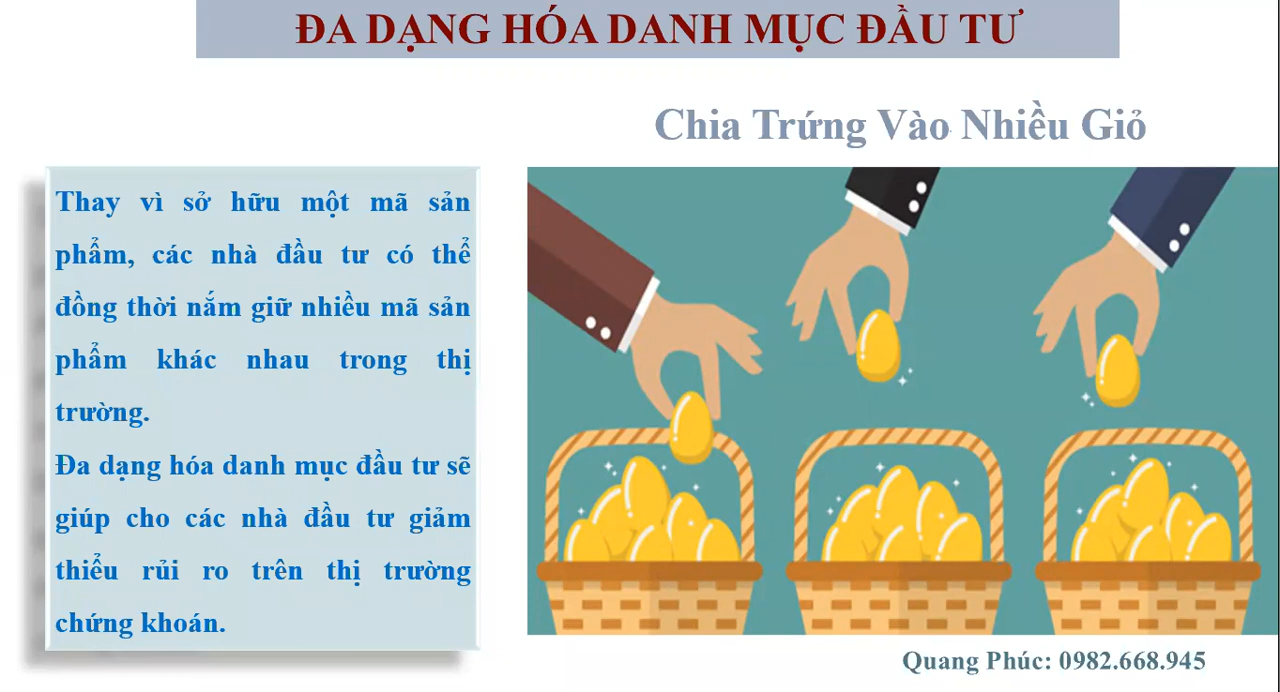 ĐA DẠNG HÓA DANH MỤC ĐẦU TƯ
Chia Trứng Vào Nhiều Giỏ
Thay vì sở hữu một mã sản
phẩm, các nhà đầu tư có thể
đồng thời nắm giữ nhiều mã sản
phẩm khác nhau trong thị
trường.
Đa dạng hóa danh mục đầu tư sẽ
giúp cho các nhà đầu tư giảm
thiểu rủi ro trên thị trường
chứng khoán.
Quang Phúc: 0982.668.945